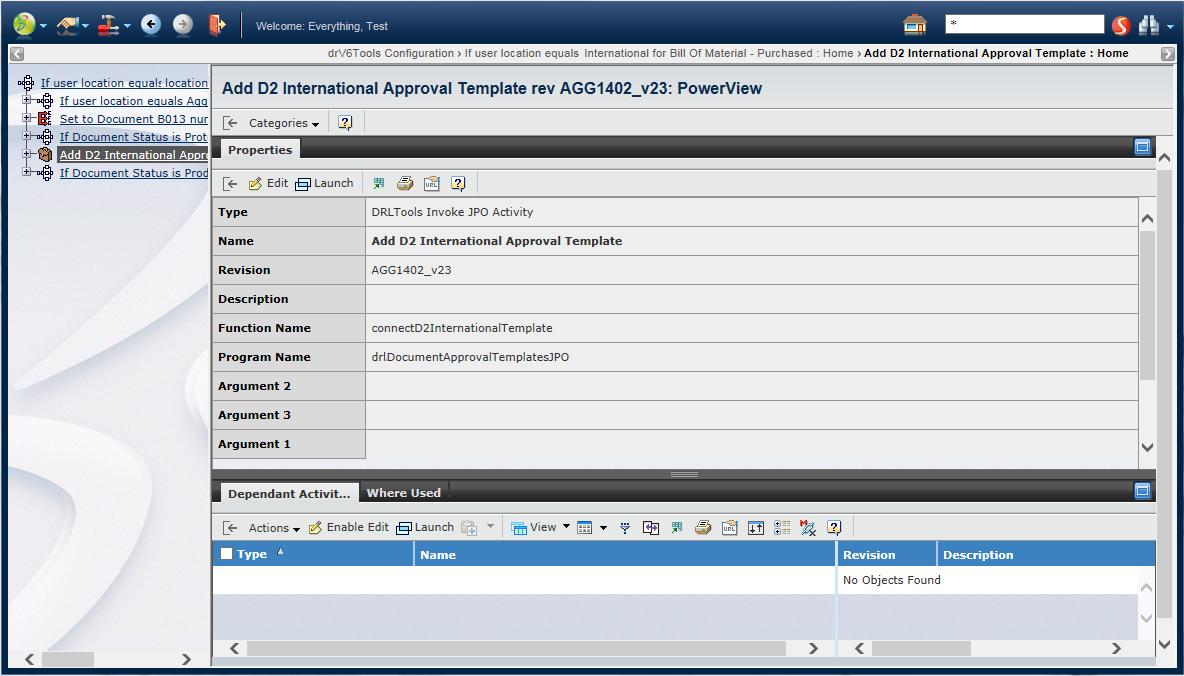 Welcome: Everything, Test
*
drV6Tools Configuration › If user location equals International for Bill Of Material - Purchased : Home › Add D2 International Approval Template : Home
If user location equals location
If user location equals Agg
Set to Document B013 nur
If Document Status is Prot
Add D2 International Appro
If Document Status is Prod
Add D2 International Approval Template rev AGG1402_v23: PowerView
Categories
Properties
Edit Launch URL
Type DRLTools Invoke JPO Activity
Name Add D2 International Approval Template
Revision AGG1402_v23
Description
Function Name connectD2InternationalTemplate
Program Name drlDocumentApprovalTemplatesJPO
Argument 2
Argument 3
Argument 1
Dependant Activit... Where Used
Actions Enable Edit Launch View URL
Type Name Revision Description
No Objects Found